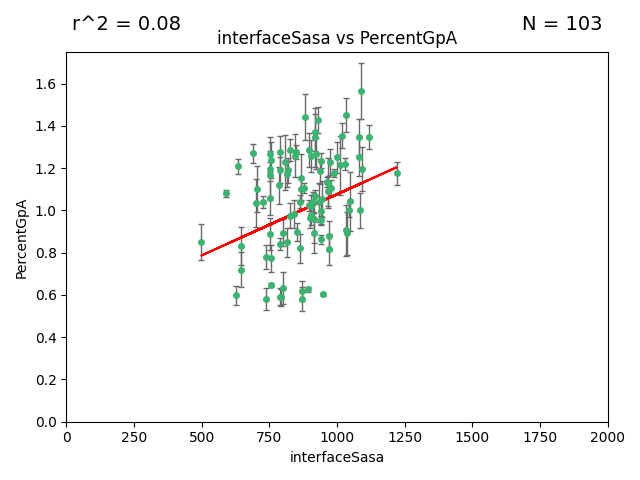 r^2 = 0.08
N = 103
interfaceSasa vs PercentGpA
PercentGpA
1.6
1.4
1.2
1.0
0.8
0.6
0.4
0.2
0.0
0 250 500 750 1000 1250 1500 1750 2000
interfaceSasa